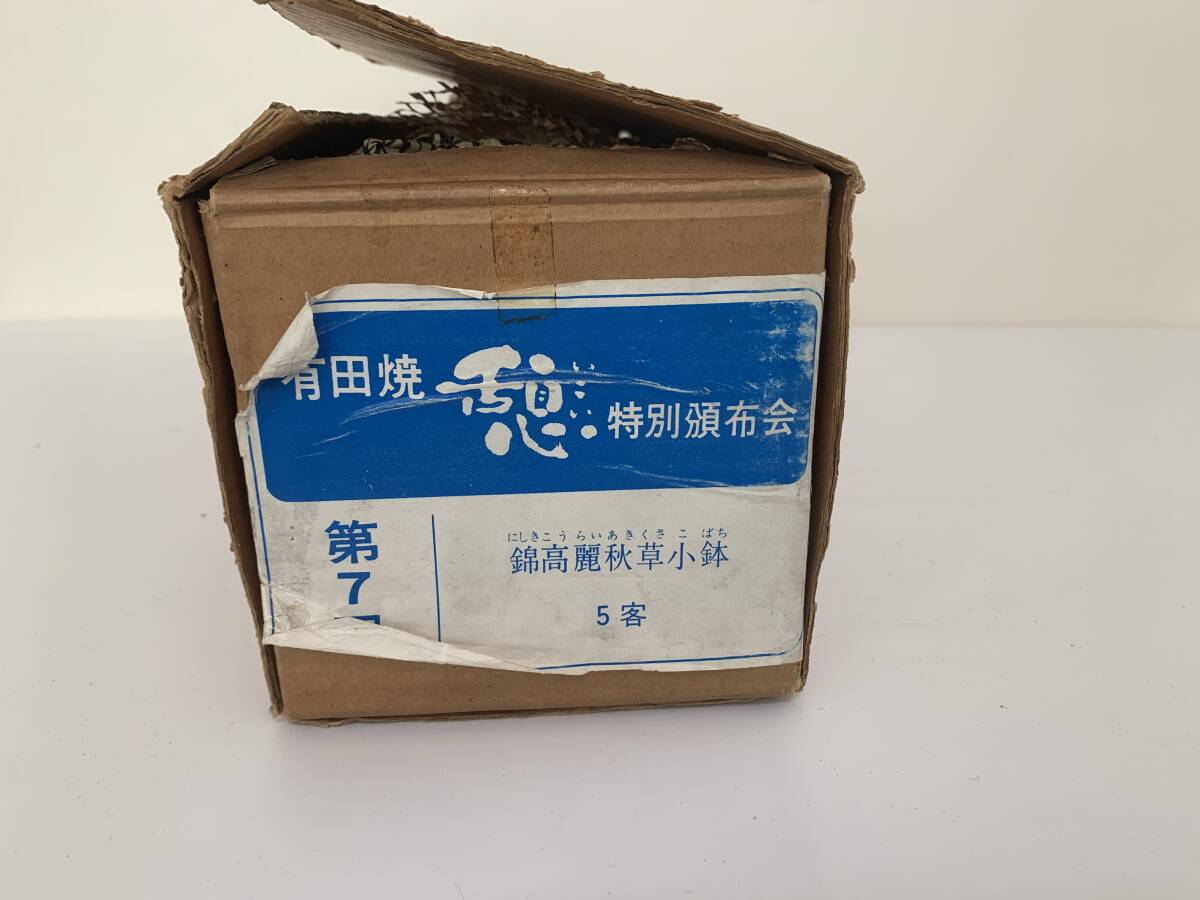 有田焼 憩 いこい 特別頒布会
第7
にしきこうらいあきくさこばち
錦高麗秋草小鉢
5客